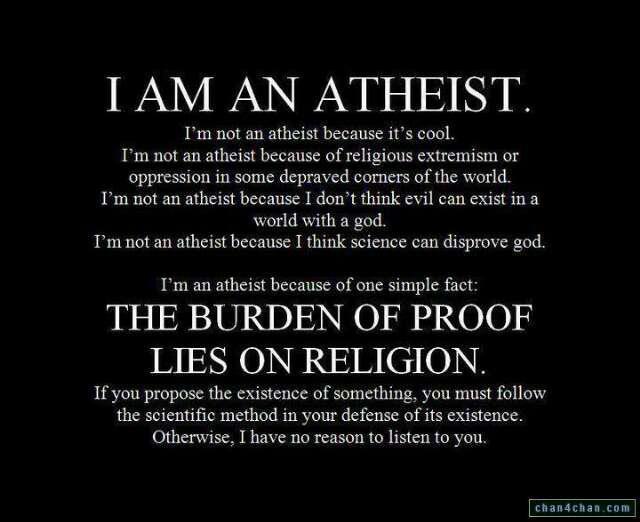 I AM AN ATHEIST.
I'm not an atheist because it's cool.
I'm not an atheist because of religious extremism or
oppression in some depraved corners of the world.
I'm not an atheist because I don't think evil can exist in a
world with a god.
I'm not an atheist because I think science can disprove god.
I'm an atheist because of one simple fact:
THE BURDEN OF PROOF
LIES ON RELIGION.
If you propose the existence of something, you must follow
the scientific method in your defense of its existence.
Otherwise, I have no reason to listen to you.
chan4chan.com